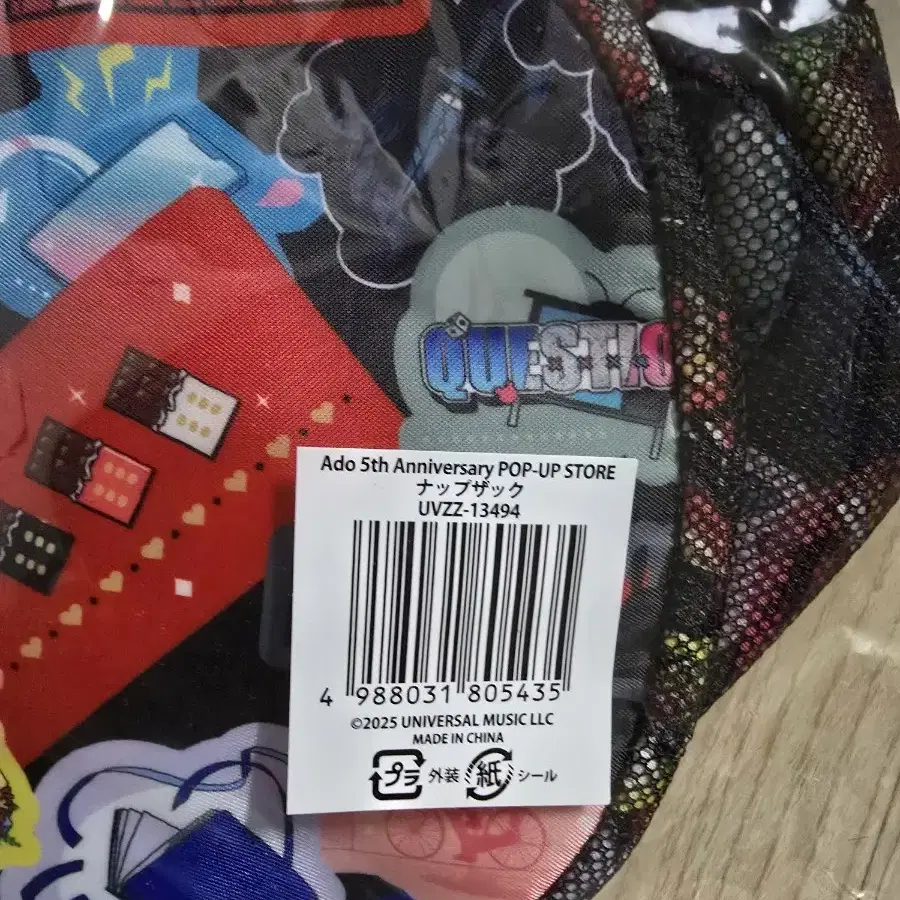 QUESTI
Ado 5th Anniversary POP-UP STORE
ナップザック
UVZZ-13494
4 988031 805435
©2025 UNIVERSAL MUSIC LLC
MADE IN CHINA
プラ 外装 紙 シール